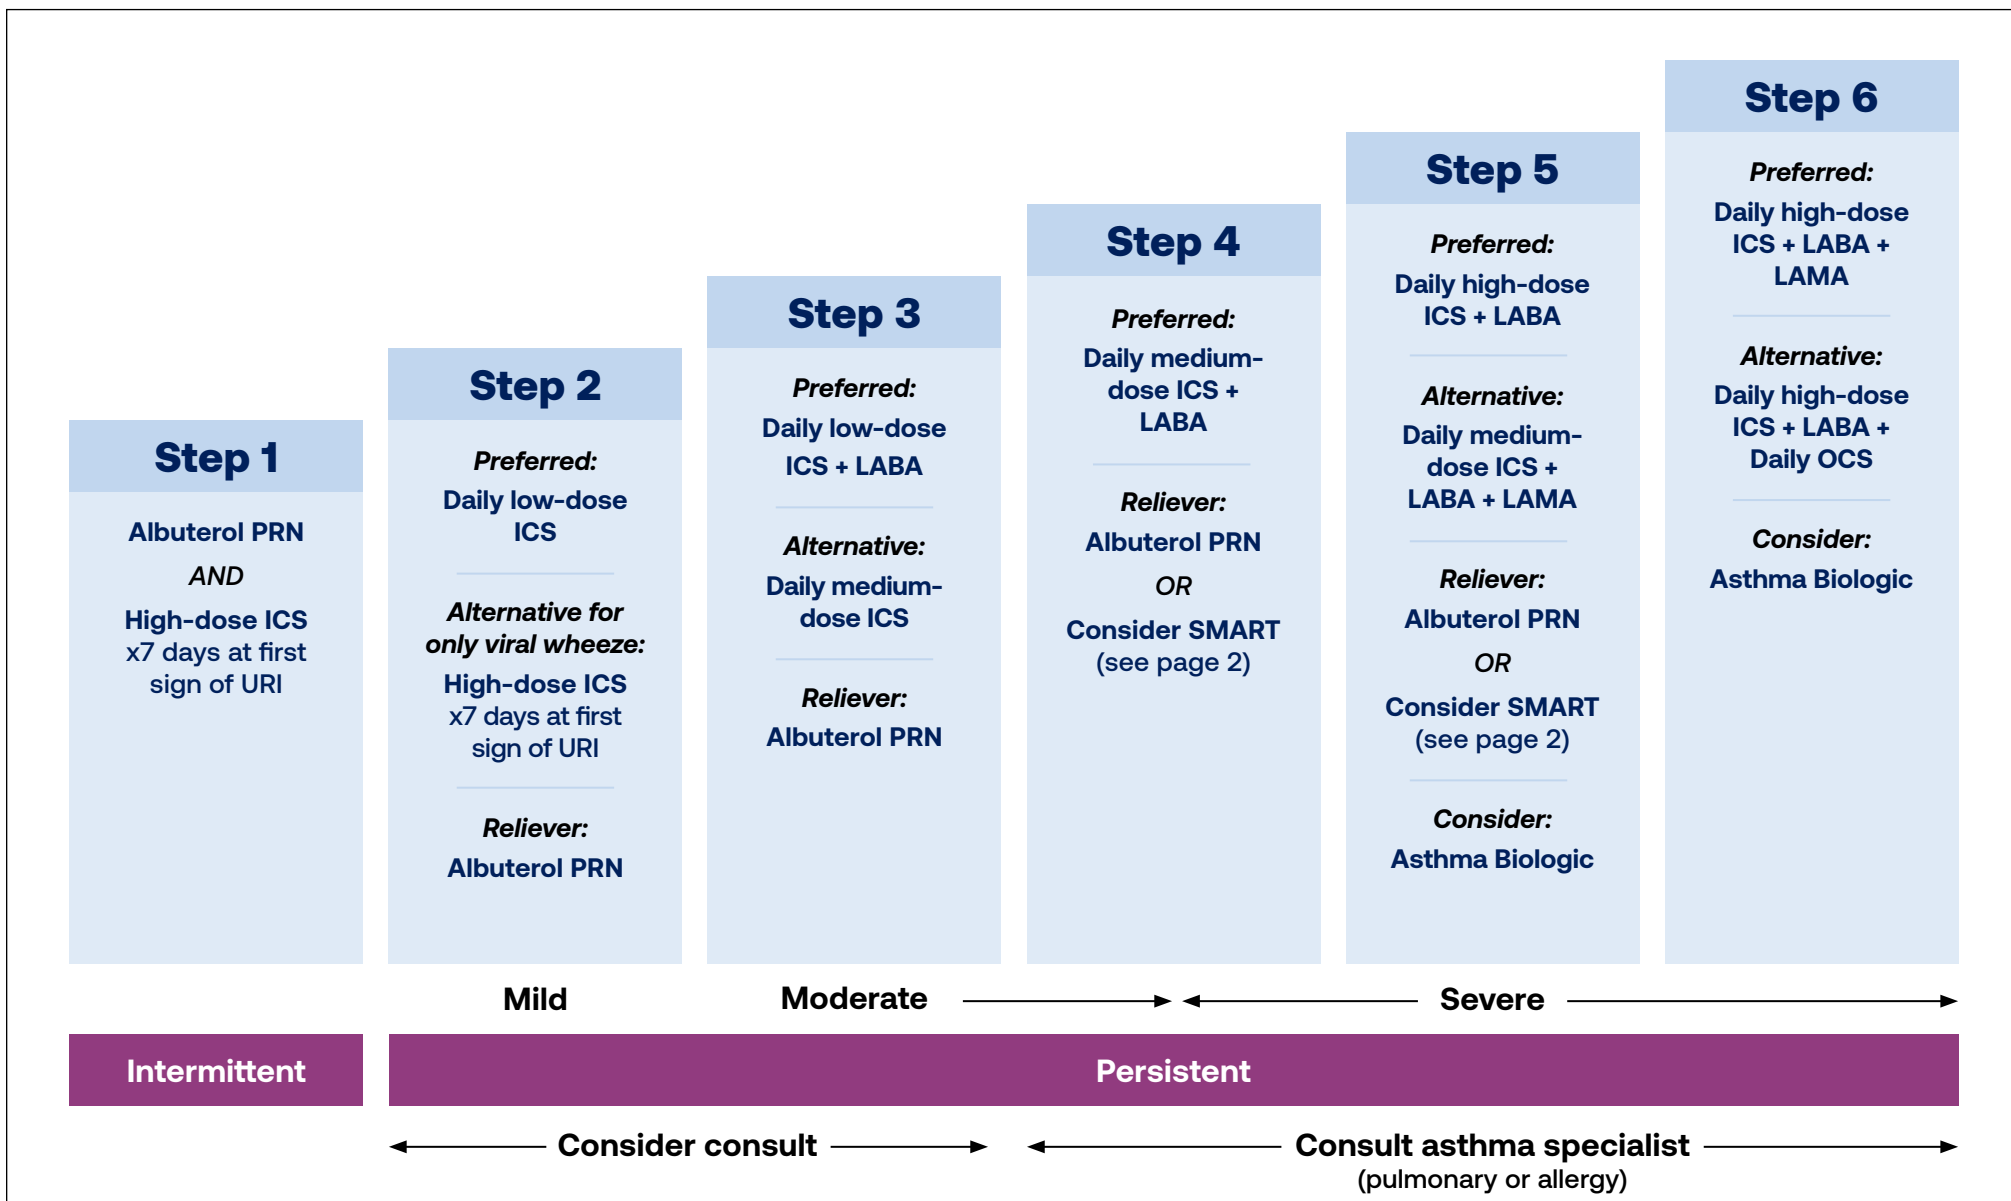 Step 1
Albuterol PRN
AND
High-dose ICS
x7 days at first
sign of URI
Step 2
Preferred:
Daily low-dose
ICS
Alternative for
only viral wheeze:
High-dose ICS
x7 days at first
sign of URI
Reliever:
Albuterol PRN
Step 3
Preferred:
Daily low-dose
ICS + LABA
Alternative:
Daily medium-
dose ICS
Reliever:
Albuterol PRN
Step 4
Preferred:
Daily medium-
dose ICS +
LABA
Reliever:
Albuterol PRN
OR
Consider SMART
(see page 2)
Step 5
Preferred:
Daily high-dose
ICS + LABA
Alternative:
Daily medium-
dose ICS +
LABA + LAMA
Reliever:
Albuterol PRN
OR
Consider SMART
(see page 2)
Consider:
Asthma Biologic
Step 6
Preferred:
Daily high-dose
ICS + LABA +
LAMA
Alternative:
Daily high-dose
ICS + LABA +
Daily OCS
Consider:
Asthma Biologic
Mild
Moderate
Severe
Intermittent
Persistent
Consider consult
Consult asthma specialist
(pulmonary or allergy)